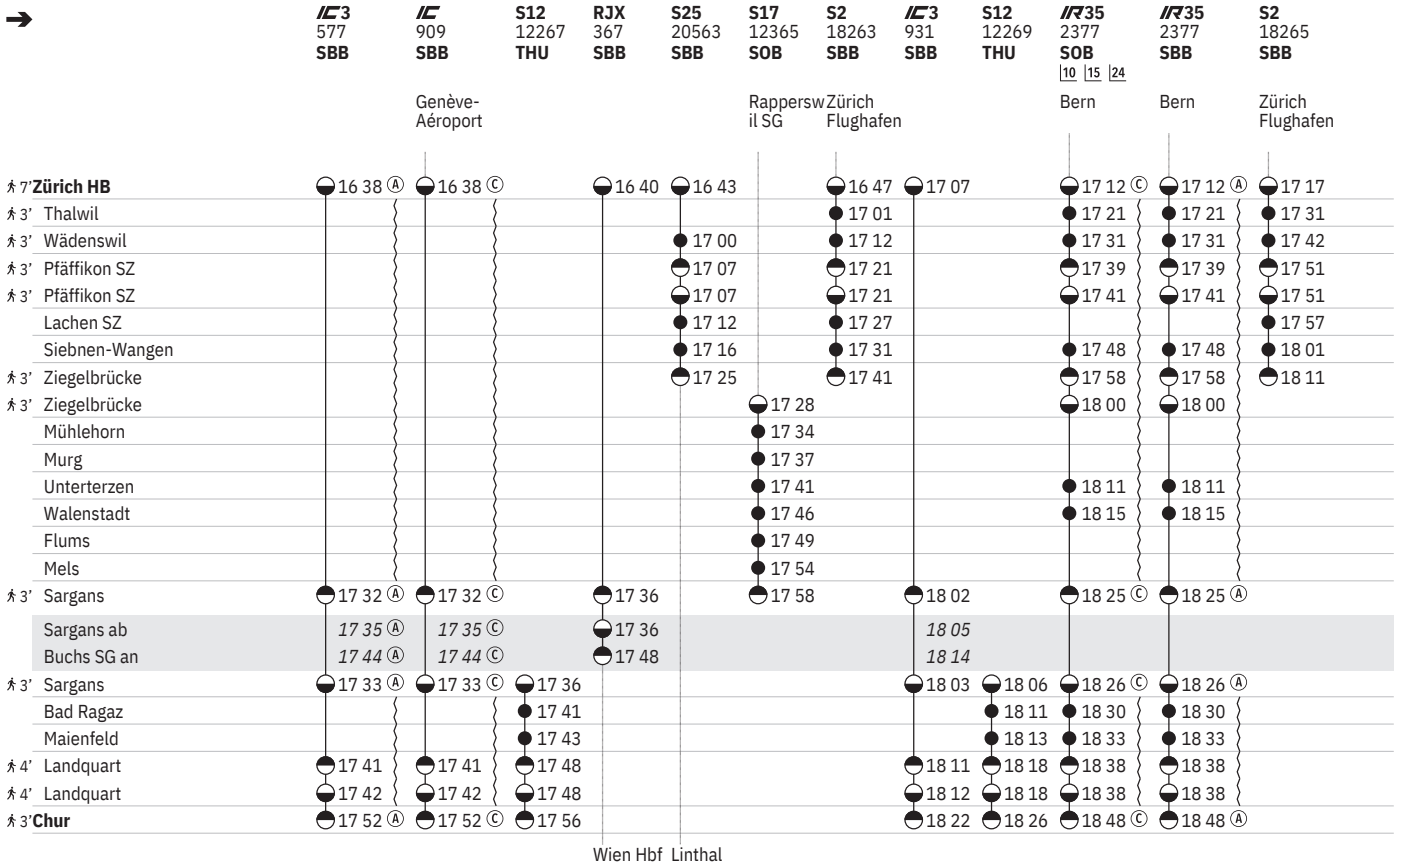 IC3 IC S12 RJX S25 S17 S2 IC3 S12 IR35 IR35 S2
577 909 12267 367 20563 12365 18263 931 12269 2377 2377 18265
SBB SBB THU SBB SBB SOB SBB SBB THU SOB SBB SBB
10 15 24
Genève- Rappersw Zürich Bern Bern Zürich
Aéroport il SG Flughafen Flughafen
7' Zürich HB 16 38 A 16 38 C 16 40 16 43 16 47 17 07 17 12 C 17 12 A 17 17
3' Thalwil 17 01 17 21 17 21 17 31
3' Wädenswil 17 00 17 12 17 31 17 31 17 42
3' Pfäffikon SZ 17 07 17 21 17 39 17 39 17 51
3' Pfäffikon SZ 17 07 17 21 17 41 17 41 17 51
Lachen SZ 17 12 17 27 17 57
Siebnen-Wangen 17 16 17 31 17 48 17 48 18 01
3' Ziegelbrücke 17 25 17 41 17 58 17 58 18 11
3' Ziegelbrücke 17 28 18 00 18 00
Mühlehorn 17 34
Murg 17 37
Unterterzen 17 41 18 11 18 11
Walenstadt 17 46 18 15 18 15
Flums 17 49
Mels 17 54
3' Sargans 17 32 A 17 32 C 17 36 17 58 18 02 18 25 C 18 25 A
Sargans ab 17 35 A 17 35 C 17 36 18 05
Buchs SG an 17 44 A 17 44 C 17 48 18 14
3' Sargans 17 33 A 17 33 C 17 36 18 03 18 06 18 26 C 18 26 A
Bad Ragaz 17 41 18 11 18 30 18 30
Maienfeld 17 43 18 13 18 33 18 33
4' Landquart 17 41 17 41 17 48 18 11 18 18 18 38 18 38
4' Landquart 17 42 17 42 17 48 18 12 18 18 18 38 18 38
3' Chur 17 52 A 17 52 C 17 56 18 22 18 26 18 48 C 18 48 A
Wien Hbf Linthal